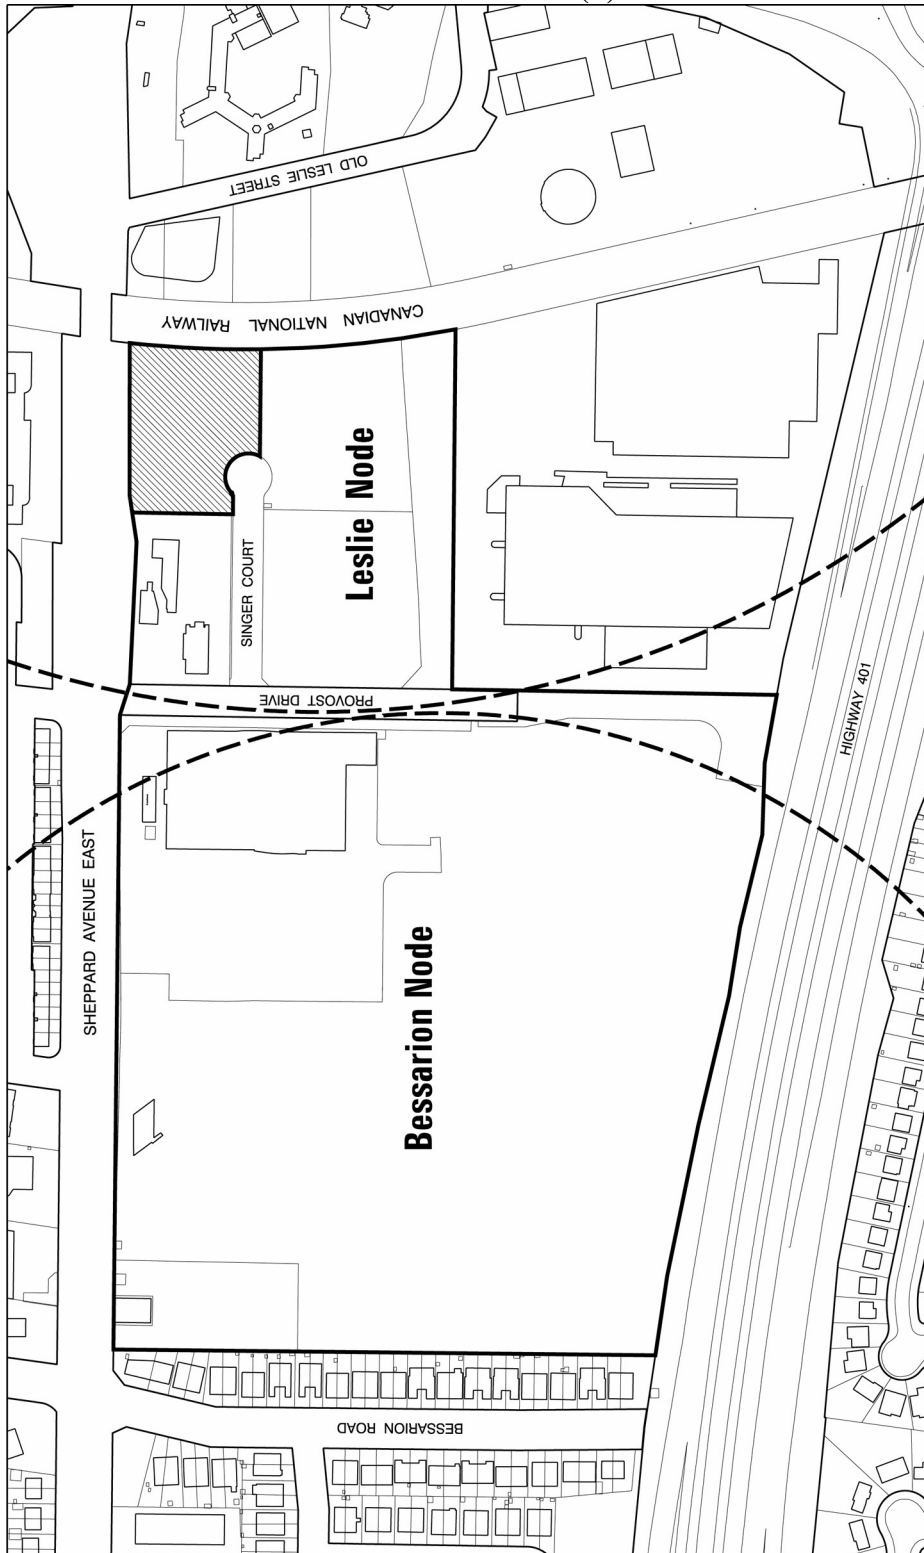 OLD LESLIE STREET
CANADIAN NATIONAL RAILWAY
Leslie Node
SINGER COURT
PROVOST DRIVE
HIGHWAY 401
SHEPPARD AVENUE EAST
Bessarion Node
BESSARION ROAD